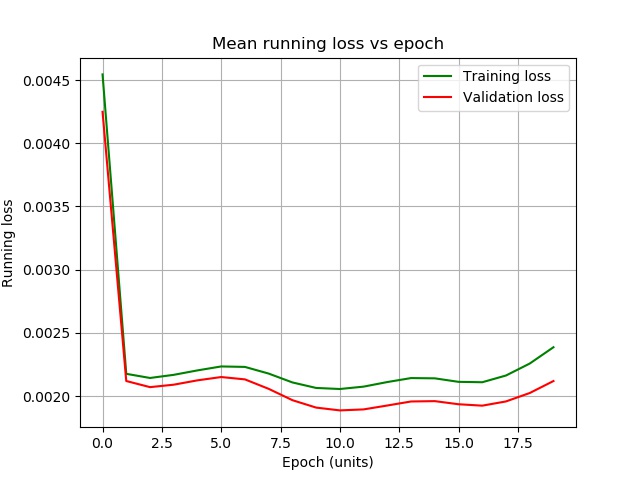 Mean running loss vs epoch
Training loss
Validation loss
0.0045
0.0040
0.0035
0.0030
0.0025
0.0020
Running loss
0.0 2.5 5.0 7.5 10.0 12.5 15.0 17.5
Epoch (units)